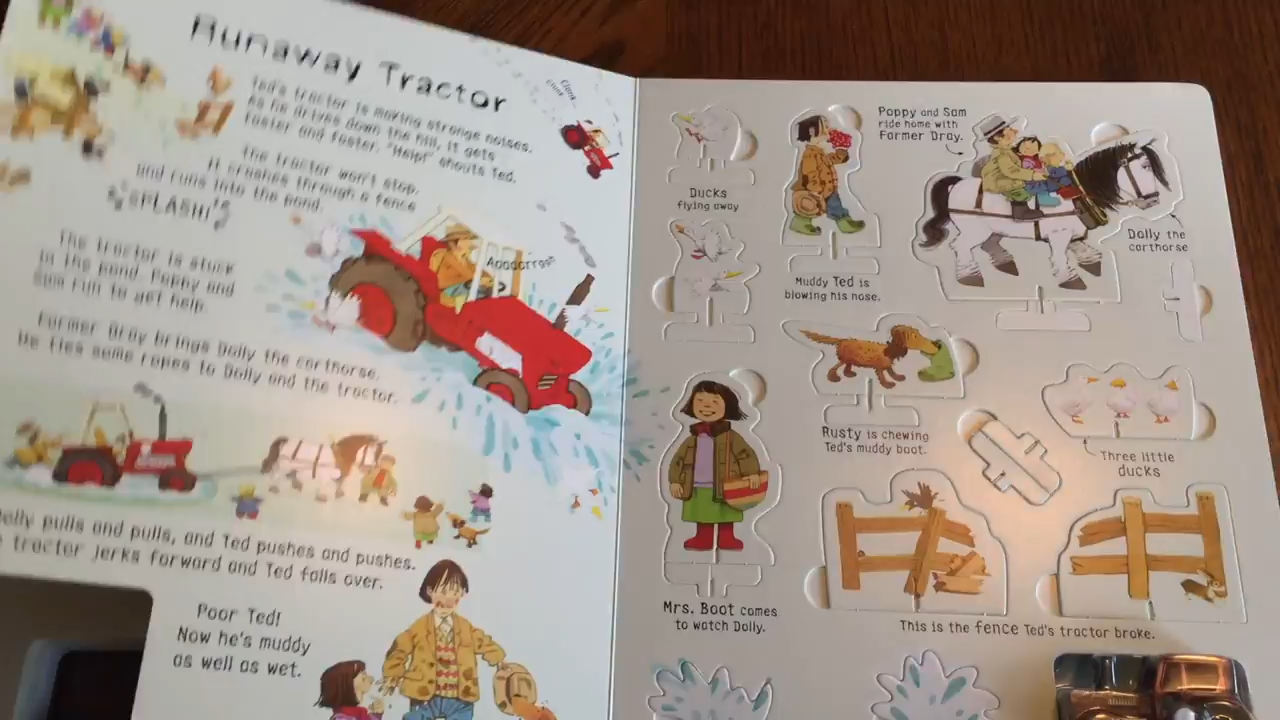 Runaway Tractor
Ted's tractor is making strange noises.
As he drives down the hill, it gets
faster and faster. "Help!" shouts Ted.
Clonk
clonk
The tractor won't stop.
It crashes through a fence
and runs into the pond.
SPLASH!
The tractor is stuck
in the pond. Poppy and
Sam run to get help.
Farmer Dray brings Dolly the carthorse.
He ties some ropes to Dolly and the tractor.
Dolly pulls and pulls, and Ted pushes and pushes.
tractor jerks forward and Ted falls over.
Poor Ted!
Now he's muddy
as well as wet.
Ducks
flying away
Muddy Ted is
blowing his nose.
Poppy and Sam
ride home with
Farmer Dray.
Dolly the
carthorse
Rusty is chewing
Ted's muddy boot.
Three little
ducks
Mrs. Boot comes
to watch Dolly.
This is the fence Ted's tractor broke.